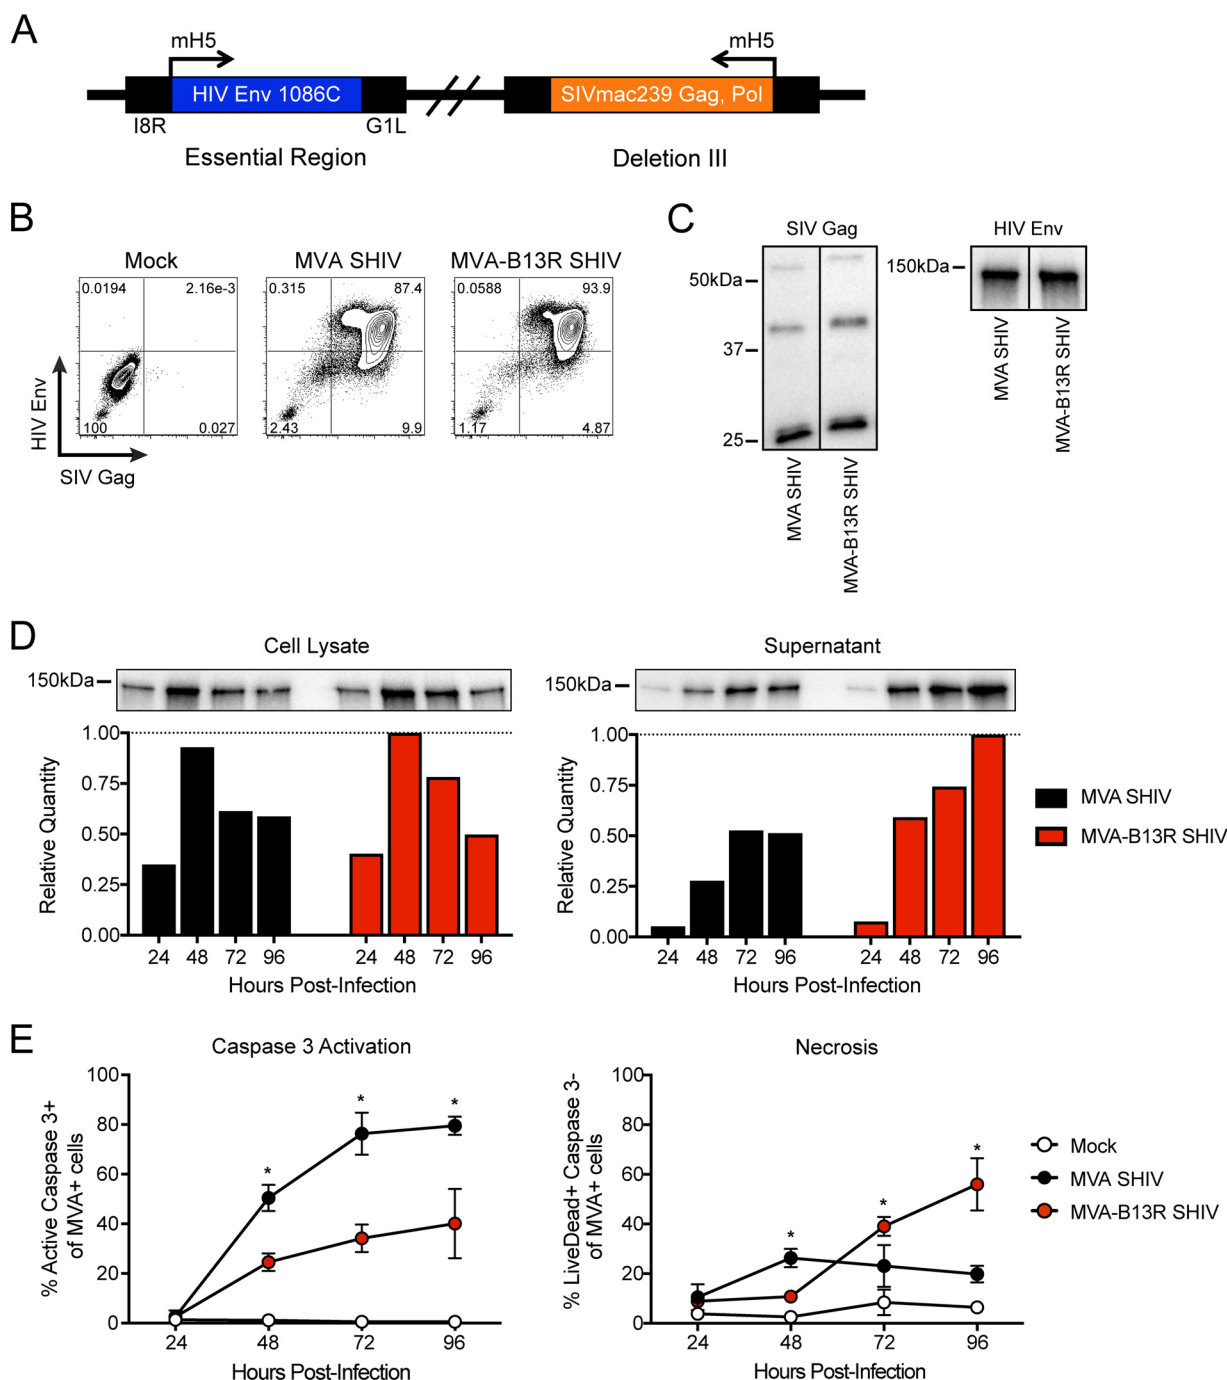 A
mH5
mH5
HIV Env 1086C
SIVmac239 Gag, Pol
I8R
G1L
Essential Region
Deletion III
B
Mock
MVA SHIV
MVA-B13R SHIV
0.0194
2.16e-3
0.315
87.4
0.0588
93.9
100
0.027
2.43
9.9
1.17
4.87
HIV Env
SIV Gag
C
SIV Gag
HIV Env
50kDa
37
25
150kDa
MVA SHIV
MVA-B13R SHIV
MVA SHIV
MVA-B13R SHIV
D
Cell Lysate
150kDa
1.00
0.75
0.50
0.25
0.00
Relative Quantity
24 48 72 96 24 48 72 96
Hours Post-Infection
Supernatant
150kDa
1.00
0.75
0.50
0.25
0.00
Relative Quantity
24 48 72 96 24 48 72 96
Hours Post-Infection
MVA SHIV
MVA-B13R SHIV
E
Caspase 3 Activation
100
80
60
40
20
0
% Active Caspase 3+
of MVA+ cells
* * *
24 48 72 96
Hours Post-Infection
Necrosis
100
80
60
40
20
0
% LiveDead+ Caspase 3-
of MVA+ cells
* * *
24 48 72 96
Hours Post-Infection
Mock
MVA SHIV
MVA-B13R SHIV